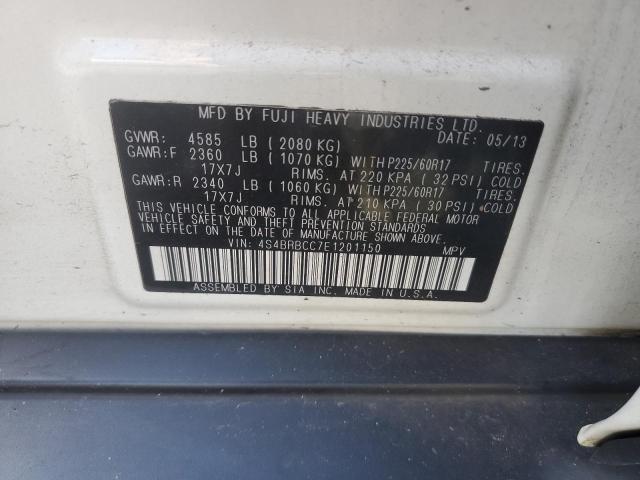 MFD BY FUJI HEAVY INDUSTRIES LTD.
GVWR: 4585 LB ( 2080 KG) DATE: 05/13
GAWR:F 2360 LB ( 1070 KG) WITH P225/60R17 TIRES.
17X7J RIMS. AT 220 KPA ( 32 PSI) COLD
GAWR:R 2340 LB ( 1060 KG) WITH P225/60R17 TIRES.
17X7J RIMS. AT 210 KPA ( 30 PSI) COLD
THIS VEHICLE CONFORMS TO ALL APPLICABLE FEDERAL MOTOR
VEHICLE SAFETY AND THEFT PREVENTION STANDARDS
IN EFFECT ON THE DATE OF MANUFACTURE SHOWN ABOVE.
VIN: 4S4BRBCC7E1201150 MPV
ASSEMBLED BY SIA INC. MADE IN U.S.A.